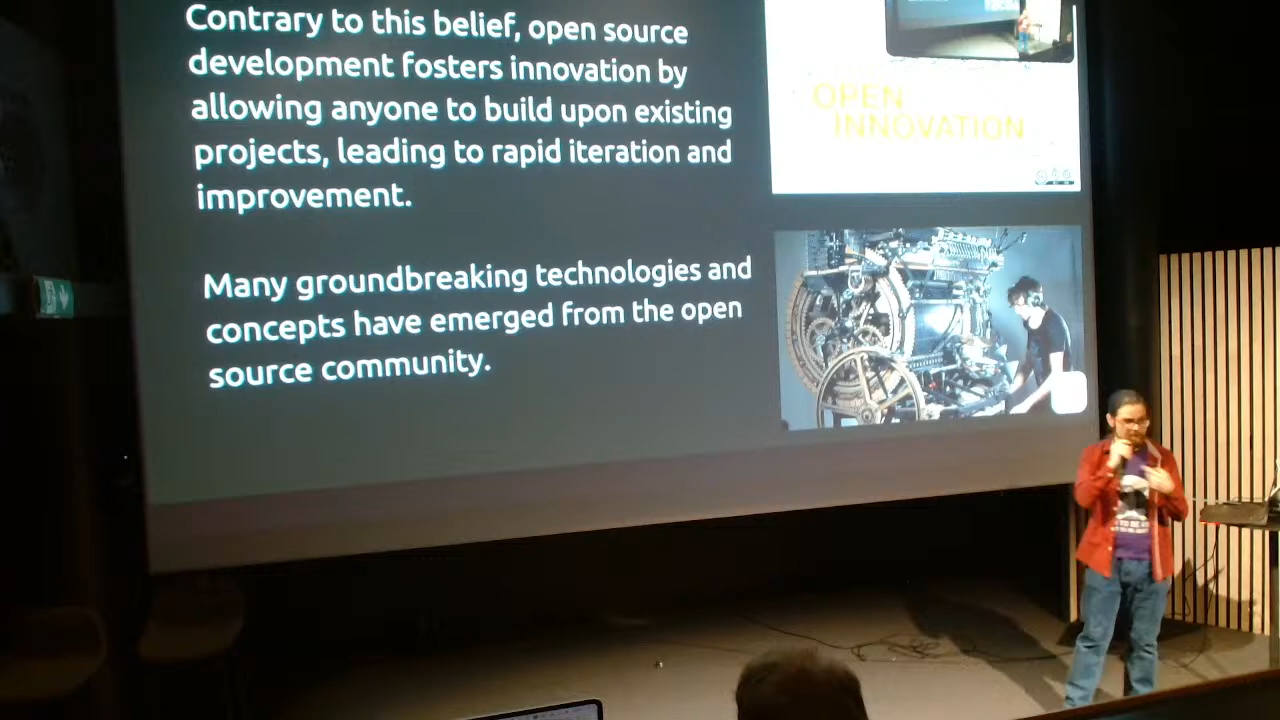 Contrary to this belief, open source
development fosters innovation by
allowing anyone to build upon existing
projects, leading to rapid iteration and
improvement.
Many groundbreaking technologies and
concepts have emerged from the open
source community.
OPEN
INNOVATION